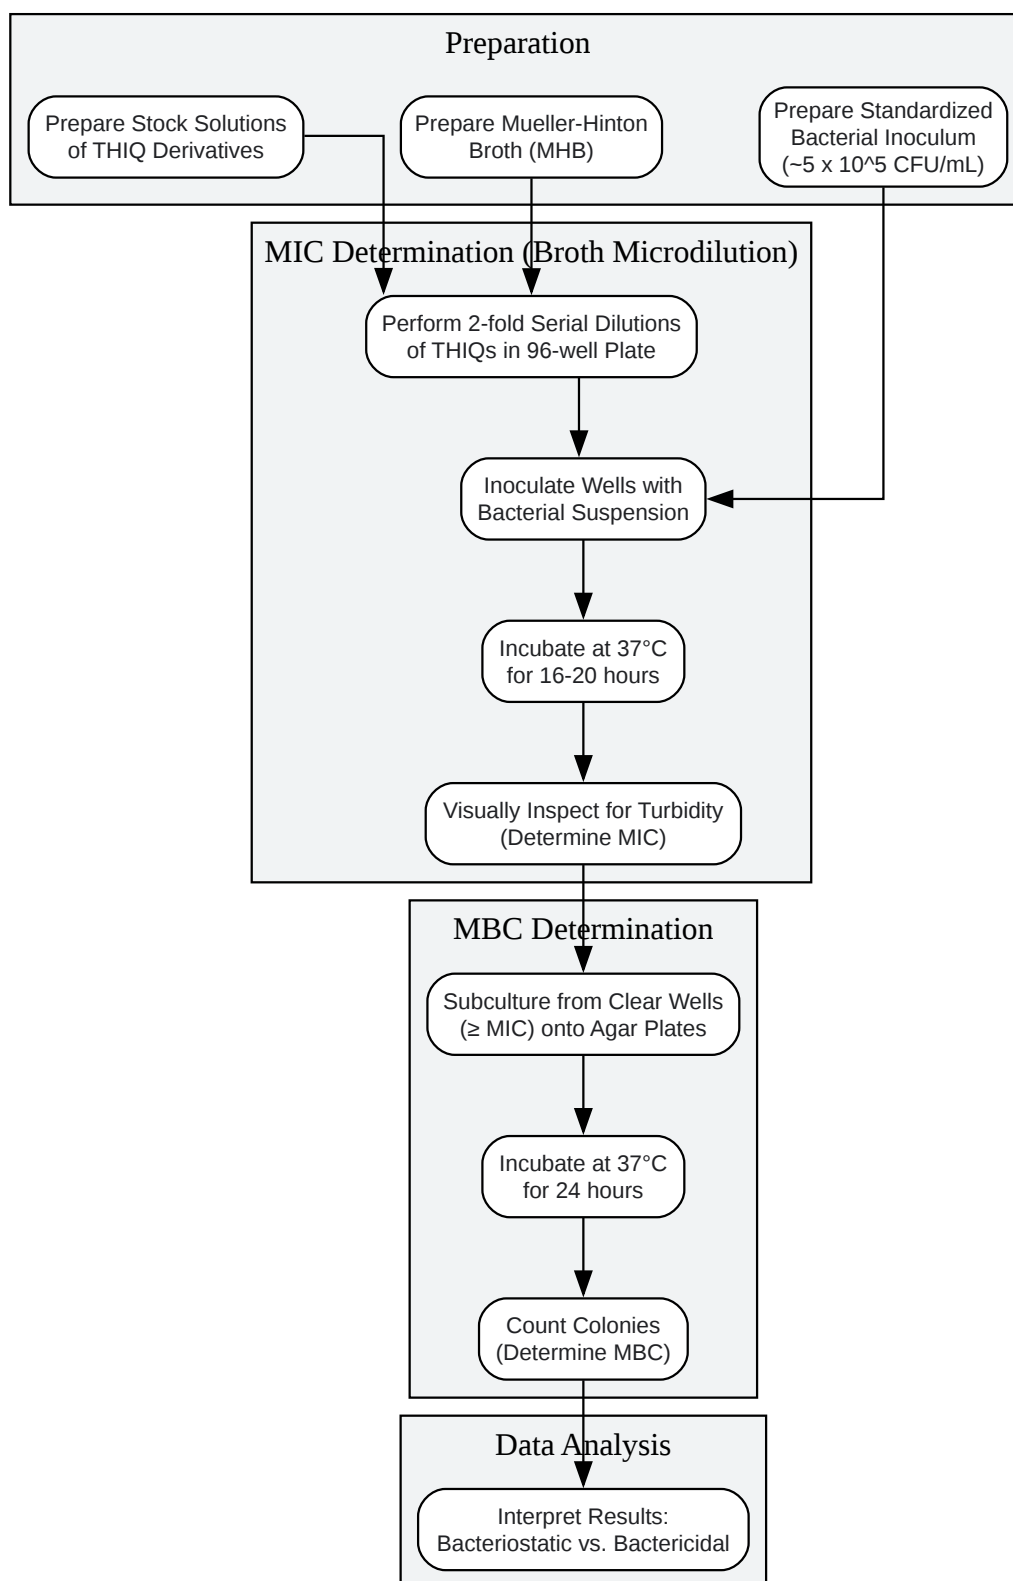 Preparation
Prepare Stock Solutions
of THIQ Derivatives
Prepare Mueller-Hinton
Broth (MHB)
Prepare Standardized
Bacterial Inoculum
(~5 x 10^5 CFU/mL)
MIC Determination (Broth Microdilution)
Perform 2-fold Serial Dilutions
of THIQs in 96-well Plate
Inoculate Wells with
Bacterial Suspension
Incubate at 37°C
for 16-20 hours
Visually Inspect for Turbidity
(Determine MIC)
MBC Determination
Subculture from Clear Wells
(≥ MIC) onto Agar Plates
Incubate at 37°C
for 24 hours
Count Colonies
(Determine MBC)
Data Analysis
Interpret Results:
Bacteriostatic vs. Bactericidal